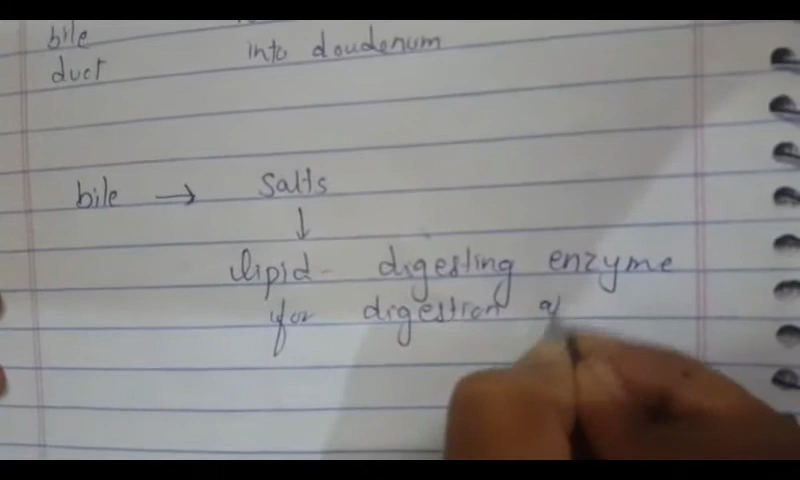 bile
duct into doudenum
bile → salts
↓
lipid - digesting enzyme
for digestion